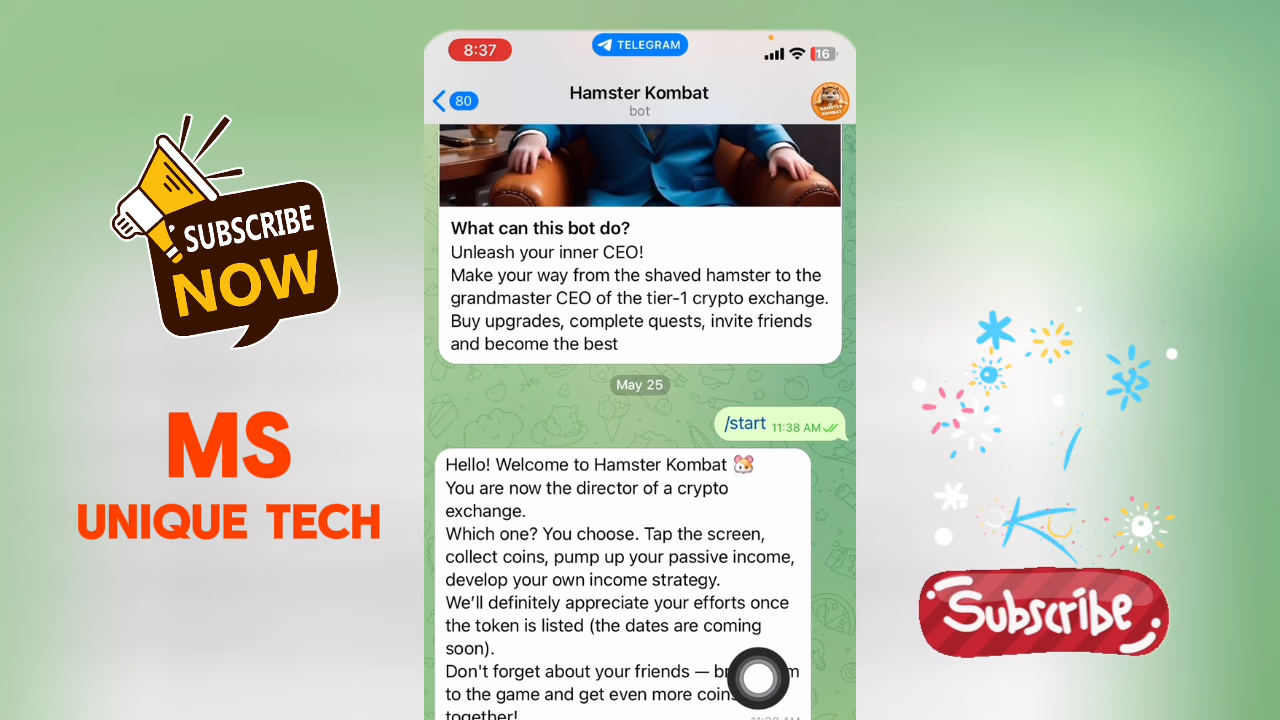 8:37
TELEGRAM
16
80
Hamster Kombat
bot
HAMSTER
KOMBAT
What can this bot do?
Unleash your inner CEO!
Make your way from the shaved hamster to the
grandmaster CEO of the tier-1 crypto exchange.
Buy upgrades, complete quests, invite friends
and become the best
May 25
/start 11:38 AM
Hello! Welcome to Hamster Kombat 🐹
You are now the director of a crypto
exchange.
Which one? You choose. Tap the screen,
collect coins, pump up your passive income,
develop your own income strategy.
We’ll definitely appreciate your efforts once
the token is listed (the dates are coming
soon).
Don't forget about your friends —
to the game and get even more coins
together!
SUBSCRIBE
NOW
MS
UNIQUE TECH
Subscribe